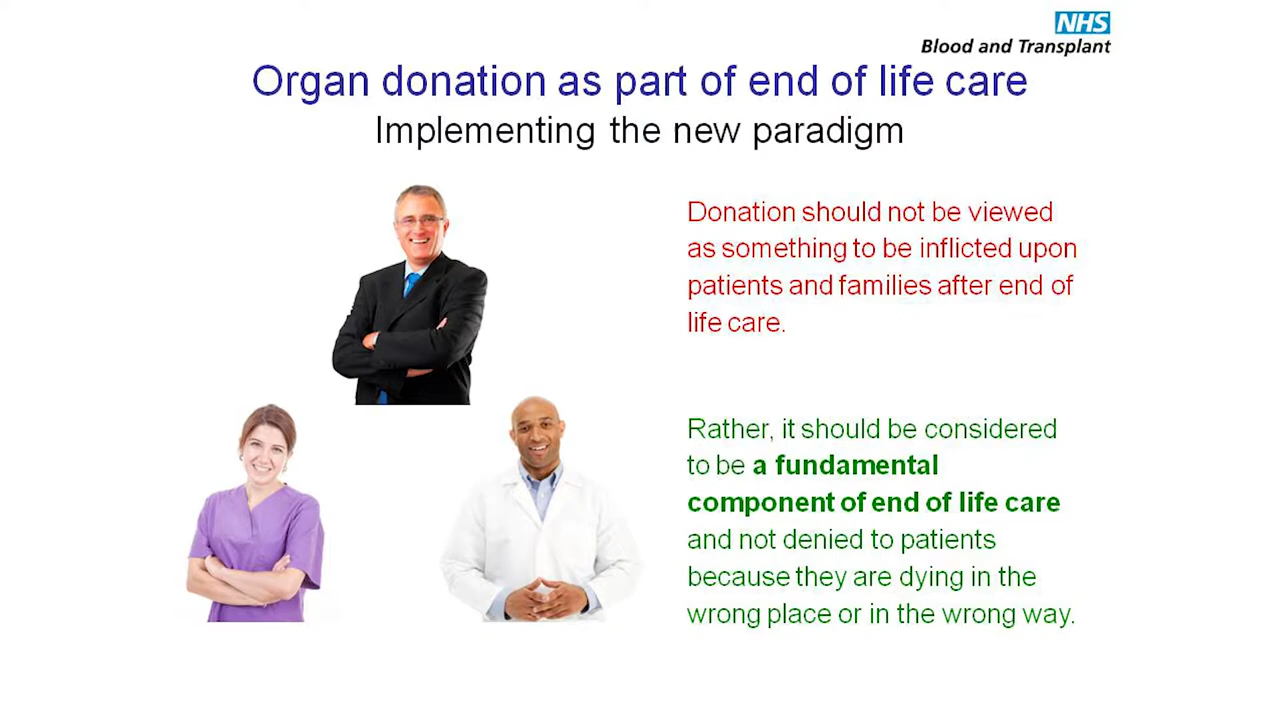 NHS
Blood and Transplant
Organ donation as part of end of life care
Implementing the new paradigm
Donation should not be viewed
as something to be inflicted upon
patients and families after end of
life care.
Rather, it should be considered
to be a fundamental
component of end of life care
and not denied to patients
because they are dying in the
wrong place or in the wrong way.